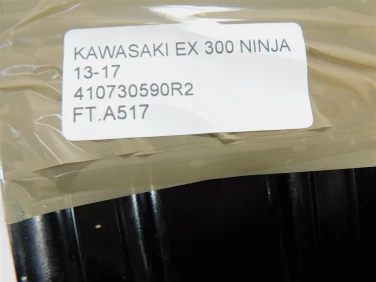 KAWASAKI EX 300 NINJA
13-17
410730590R2
FT.A517